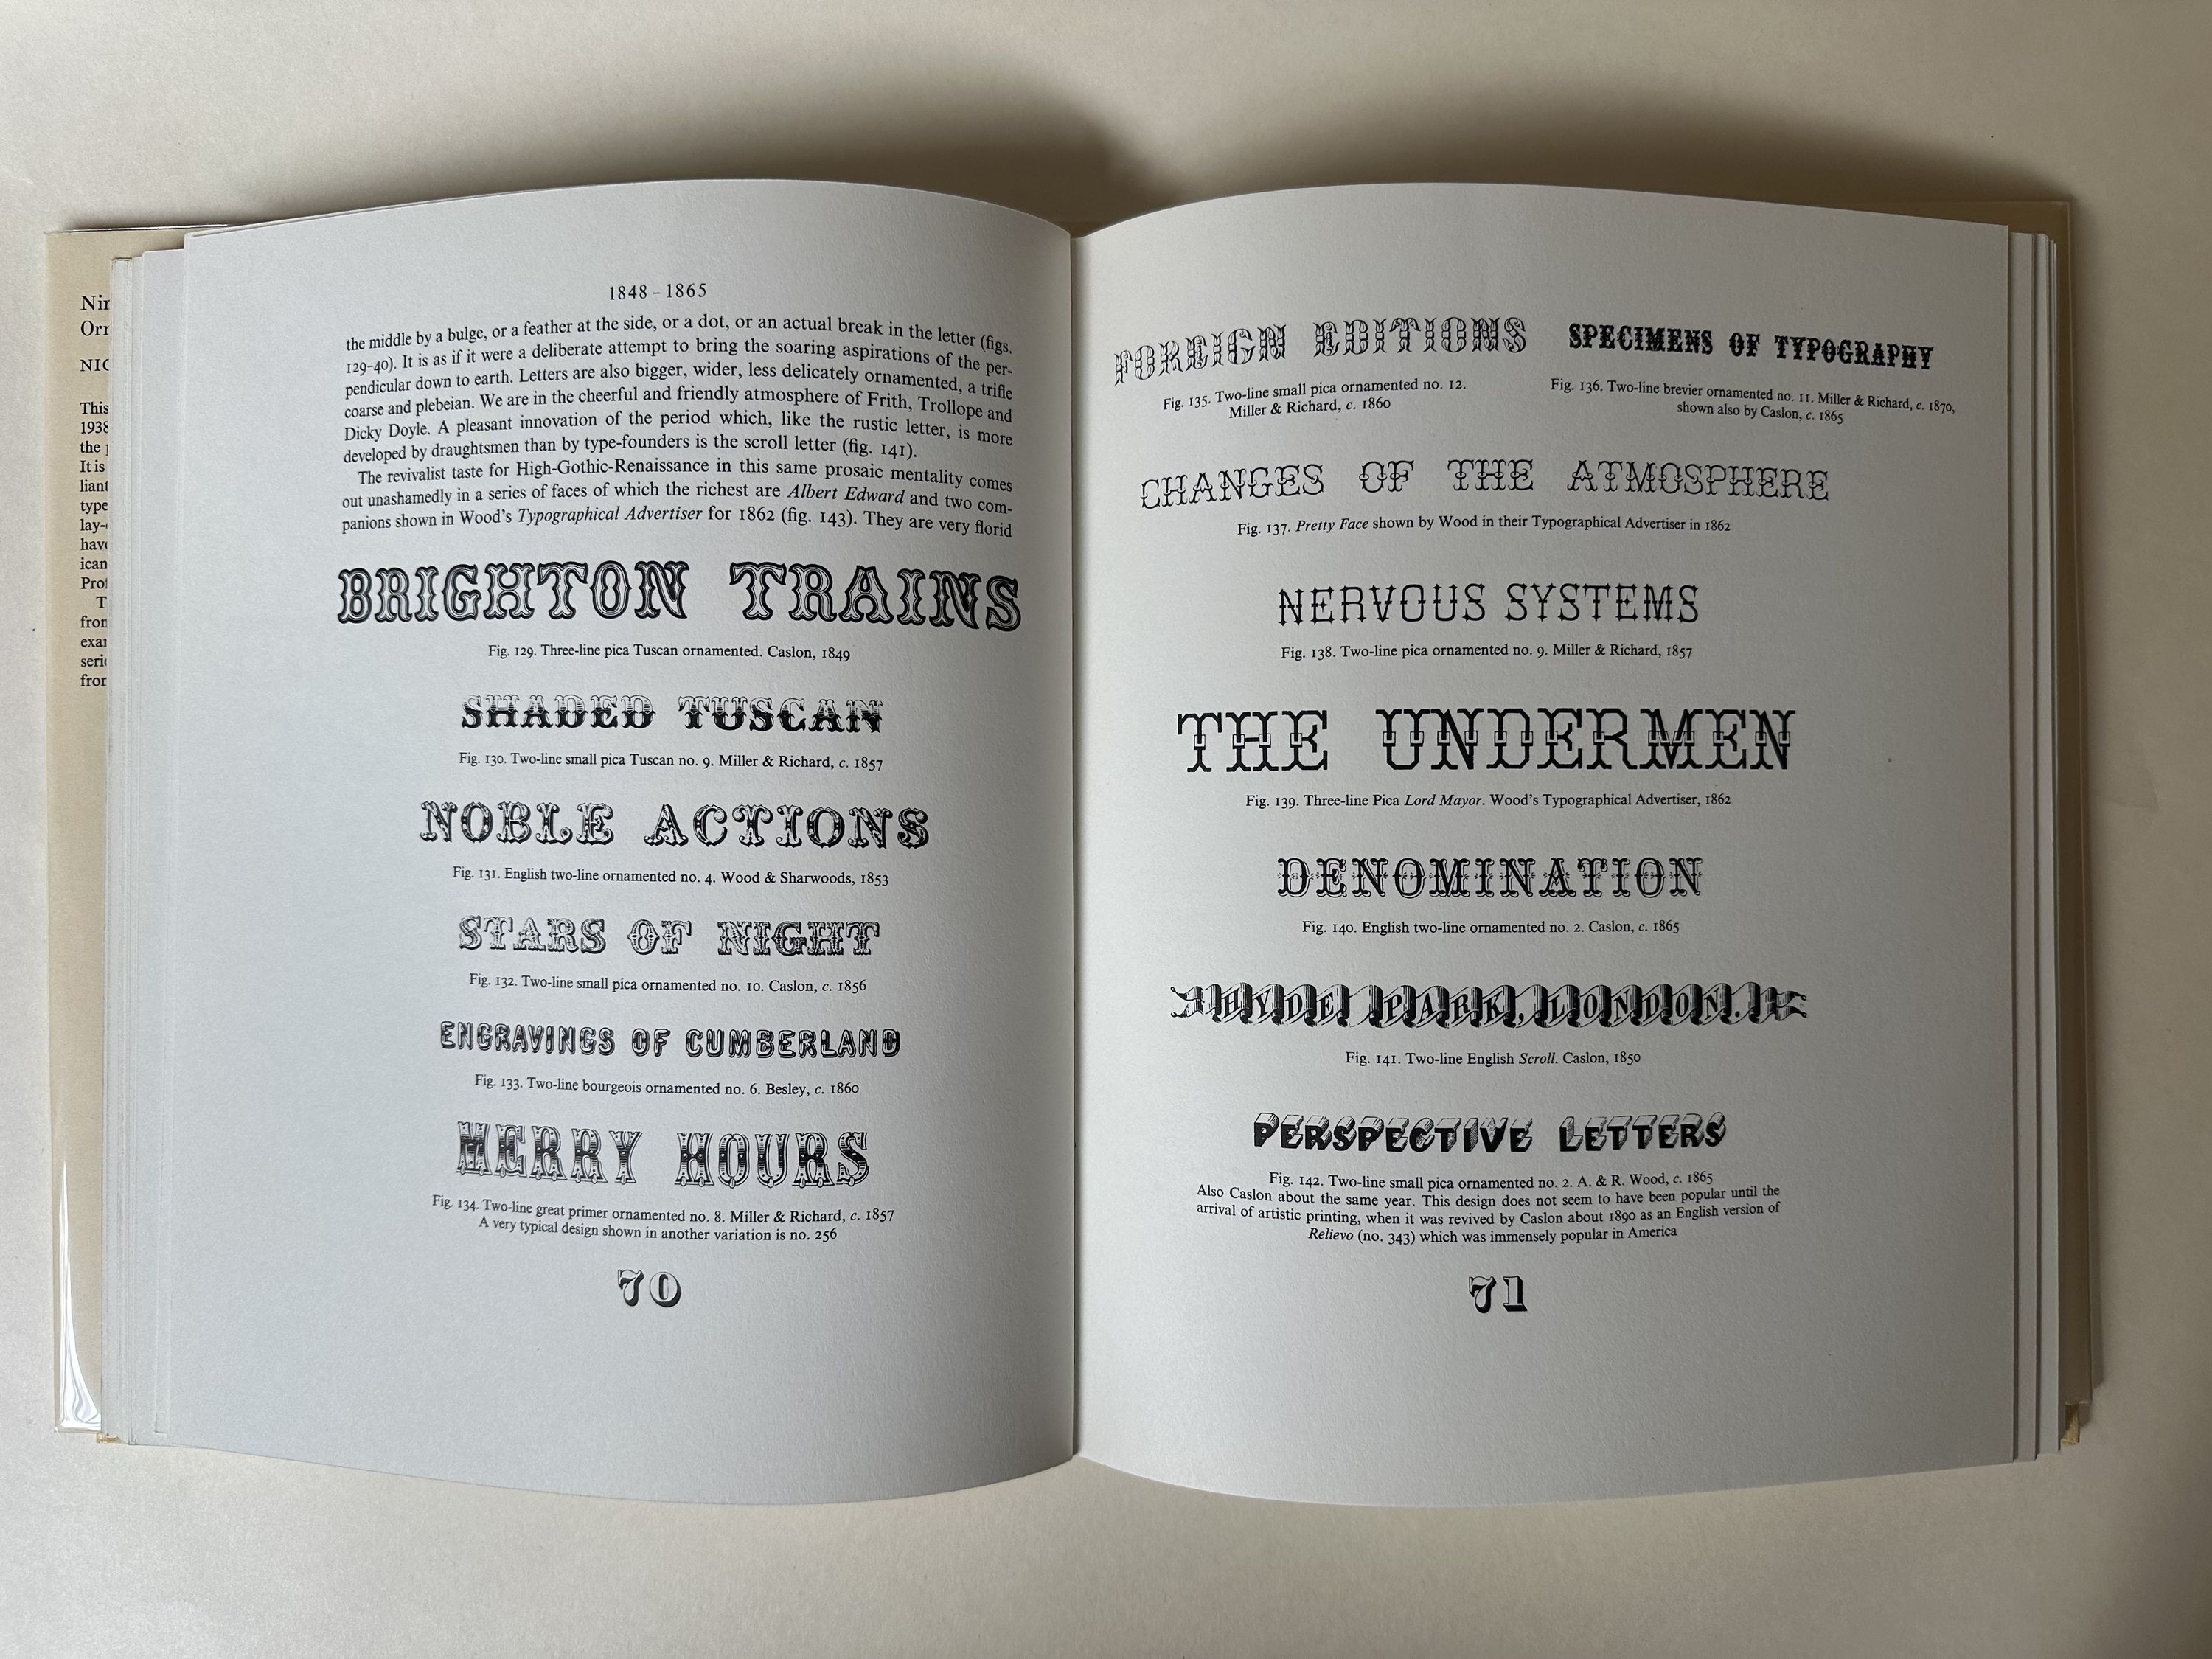 Nin
Orr
NIC
This
1938
the
It is
liant
type
lay-
have
ican
Prof
T
from
exar
serie
from
1848–1865
the middle by a bulge, or a feather at the side, or a dot, or an actual break in the letter (figs.
129–40). It is as if it were a deliberate attempt to bring the soaring aspirations of the per-
pendicular down to earth. Letters are also bigger, wider, less delicately ornamented, a trifle
coarse and plebeian. We are in the cheerful and friendly atmosphere of Frith, Trollope and
Dicky Doyle. A pleasant innovation of the period which, like the rustic letter, is more
developed by draughtsmen than by type-founders is the scroll letter (fig. 141).
The revivalist taste for High-Gothic-Renaissance in this same prosaic mentality comes
out unashamedly in a series of faces of which the richest are Albert Edward and two com-
panions shown in Wood's Typographical Advertiser for 1862 (fig. 143). They are very florid
BRIGHTON TRAINS
Fig. 129. Three-line pica Tuscan ornamented. Caslon, 1849
SHADED TUSCAN
Fig. 130. Two-line small pica Tuscan no. 9. Miller & Richard, c. 1857
NOBLE ACTIONS
Fig. 131. English two-line ornamented no. 4. Wood & Sharwoods, 1853
STARS OF NIGHT
Fig. 132. Two-line small pica ornamented no. 10. Caslon, c. 1856
ENGRAVINGS OF CUMBERLAND
Fig. 133. Two-line bourgeois ornamented no. 6. Besley, c. 1860
MERRY HOURS
Fig. 134. Two-line great primer ornamented no. 8. Miller & Richard, c. 1857
A very typical design shown in another variation is no. 256
70
FOREIGN EDITIONS
Fig. 135. Two-line small pica ornamented no. 12.
Miller & Richard, c. 1860
SPECIMENS OF TYPOGRAPHY
Fig. 136. Two-line brevier ornamented no. 11. Miller & Richard, c. 1870,
shown also by Caslon, c. 1865
CHANGES OF THE ATMOSPHERE
Fig. 137. Pretty Face shown by Wood in their Typographical Advertiser in 1862
NERVOUS SYSTEMS
Fig. 138. Two-line pica ornamented no. 9. Miller & Richard, 1857
THE UNDERMEN
Fig. 139. Three-line Pica Lord Mayor. Wood's Typographical Advertiser, 1862
DENOMINATION
Fig. 140. English two-line ornamented no. 2. Caslon, c. 1865
HYDE PARK, LONDON.
Fig. 141. Two-line English Scroll. Caslon, 1850
PERSPECTIVE LETTERS
Fig. 142. Two-line small pica ornamented no. 2. A. & R. Wood, c. 1865
Also Caslon about the same year. This design does not seem to have been popular until the
arrival of artistic printing, when it was revived by Caslon about 1890 as an English version of
Relievo (no. 343) which was immensely popular in America
71